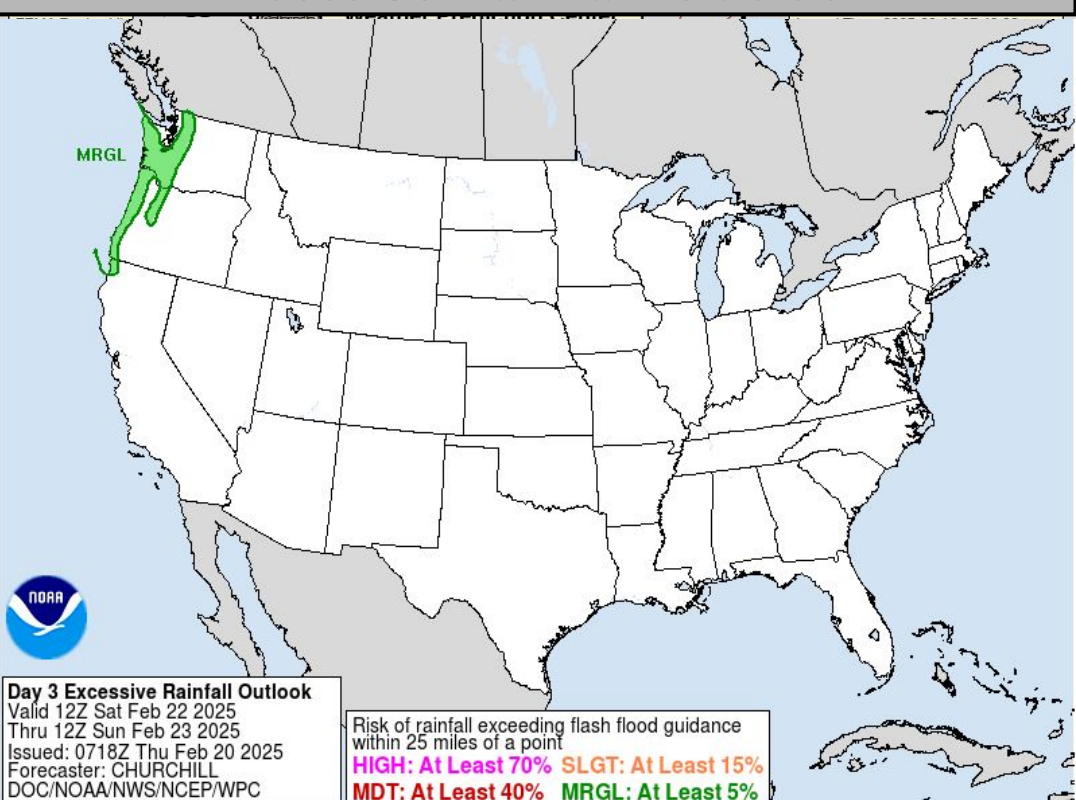 MRGL
NOAA
Day 3 Excessive Rainfall Outlook
Valid 12Z Sat Feb 22 2025
Thru 12Z Sun Feb 23 2025
Issued: 0718Z Thu Feb 20 2025
Forecaster: CHURCHILL
DOC/NOAA/NWS/NCEP/WPC
Risk of rainfall exceeding flash flood guidance
within 25 miles of a point
HIGH: At Least 70% SLGT: At Least 15%
MDT: At Least 40% MRGL: At Least 5%